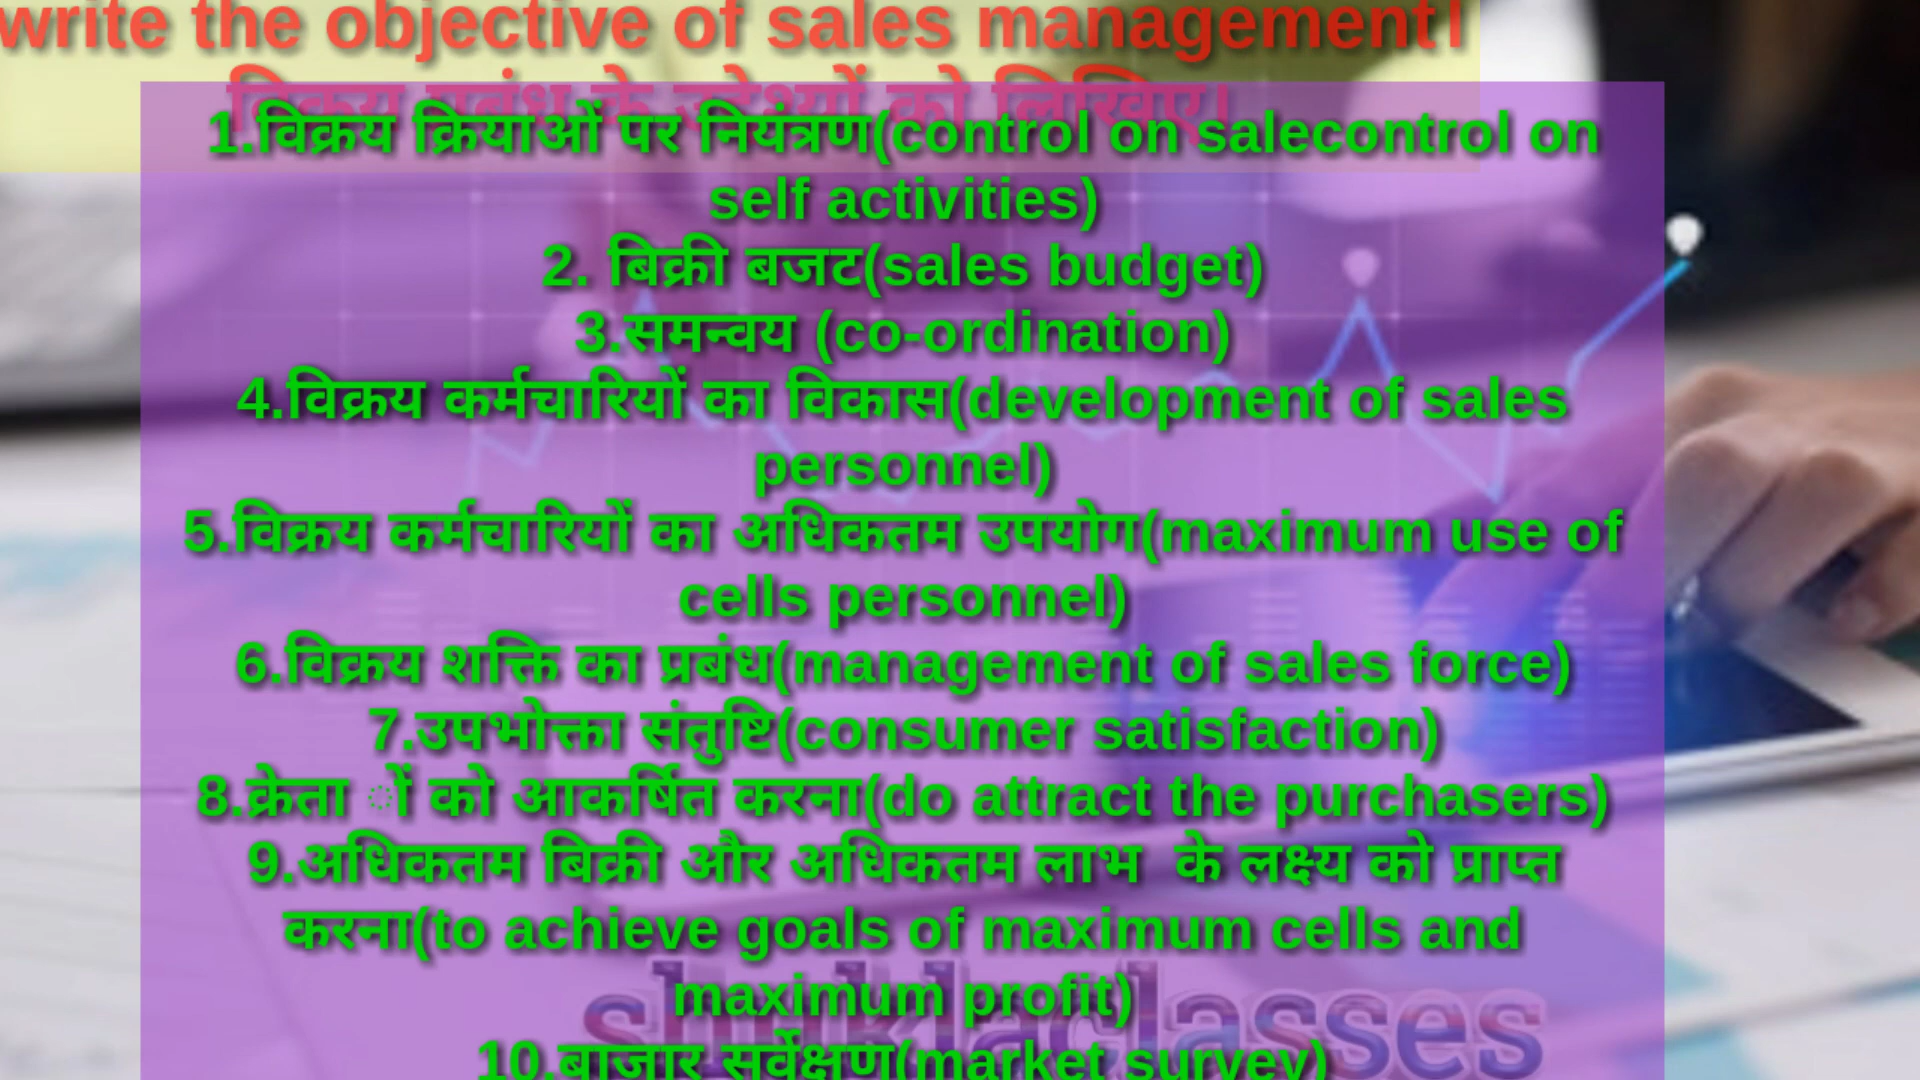 write the objective of sales management।
विक्रय प्रबंध के उद्देश्यों को लिखिए।
1.विक्रय क्रियाओं पर नियंत्रण(control on salecontrol on
self activities)
2. बिक्री बजट(sales budget)
3.समन्वय (co-ordination)
4.विक्रय कर्मचारियों का विकास(development of sales
personnel)
5.विक्रय कर्मचारियों का अधिकतम उपयोग(maximum use of
cells personnel)
6.विक्रय शक्ति का प्रबंध(management of sales force)
7.उपभोक्ता संतुष्टि(consumer satisfaction)
8.क्रेता ों को आकर्षित करना(do attract the purchasers)
9.अधिकतम बिक्री और अधिकतम लाभ  के लक्ष्य को प्राप्त
करना(to achieve goals of maximum cells and
maximum profit)
shuklaclasses
10.बाजार सर्वेक्षण(market survey)